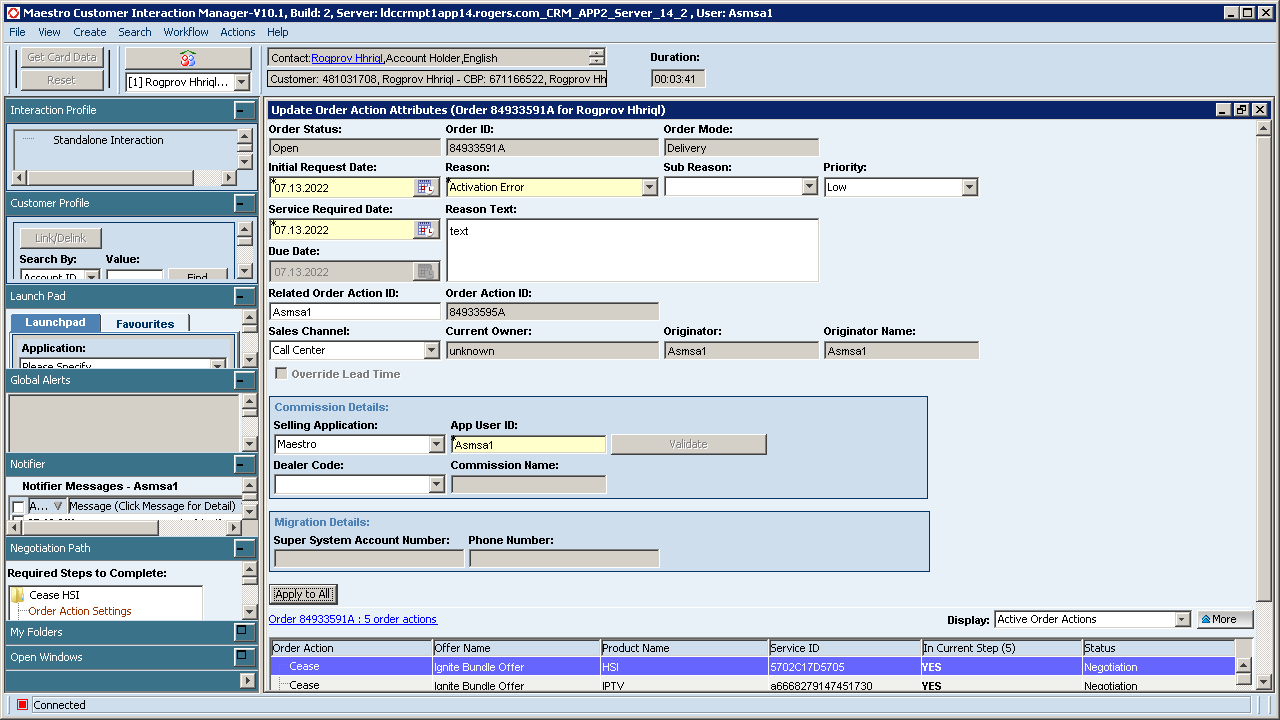 Maestro Customer Interaction Manager-V10.1, Build: 2, Server: ldccrmpt1app14.rogers.com_CRM_APP2_Server_14_2 , User: Asmsa1
File View Create Search Workflow Actions Help
Get Card Data
Reset
[1] Rogprov Hhriql...
Contact:Rogprov Hhriql,Account Holder,English
Customer: 481031708, Rogprov Hhriql - CBP: 671166522, Rogprov Hh
Duration:
00:03:41
Interaction Profile
Standalone Interaction
Customer Profile
Link/Delink
Search By: Value:
Account ID Find
Launch Pad
Launchpad Favourites
Application:
Please Specify
Global Alerts
Notifier
Notifier Messages - Asmsa1
A... Message (Click Message for Detail)
Negotiation Path
Required Steps to Complete:
Cease HSI
Order Action Settings
My Folders
Open Windows
Update Order Action Attributes (Order 84933591A for Rogprov Hhriql)
Order Status: Order ID: Order Mode:
Open 84933591A Delivery
Initial Request Date: Reason: Sub Reason: Priority:
*07.13.2022 *Activation Error Low
Service Required Date: Reason Text:
*07.13.2022 text
Due Date:
07.13.2022
Related Order Action ID: Order Action ID:
Asmsa1 84933595A
Sales Channel: Current Owner: Originator: Originator Name:
Call Center unknown Asmsa1 Asmsa1
Override Lead Time
Commission Details:
Selling Application: App User ID:
Maestro *Asmsa1 Validate
Dealer Code: Commission Name:
Migration Details:
Super System Account Number: Phone Number:
Apply to All
Order 84933591A : 5 order actions Display: Active Order Actions More
Order Action Offer Name Product Name Service ID In Current Step (5) Status
Cease Ignite Bundle Offer HSI 5702C17D5705 YES Negotiation
Cease Ignite Bundle Offer IPTV a6668279147451730 YES Negotiation
Connected